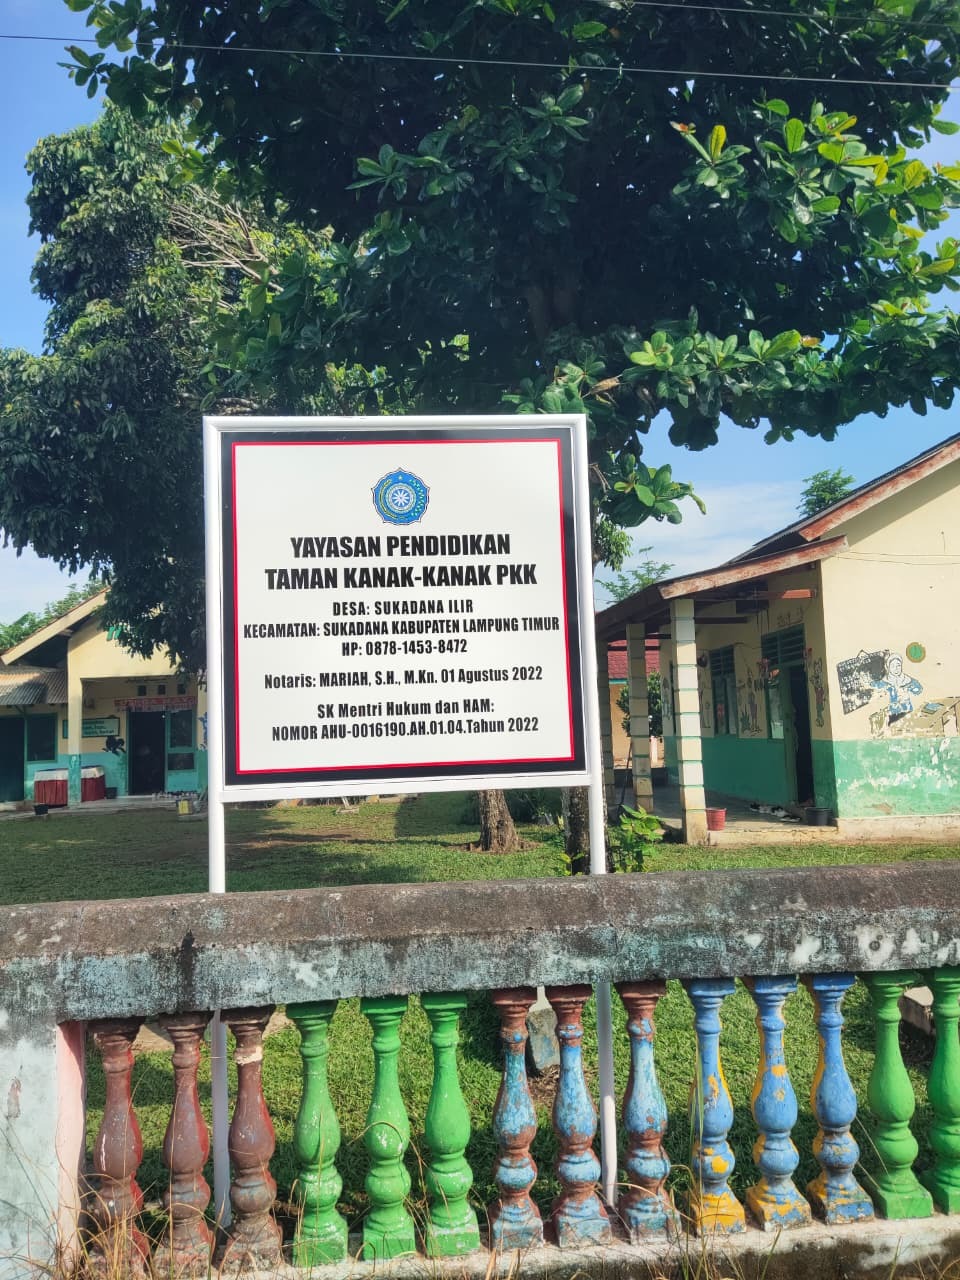 YAYASAN PENDIDIKAN
TAMAN KANAK-KANAK PKK
DESA: SUKADANA ILIR
KECAMATAN: SUKADANA KABUPATEN LAMPUNG TIMUR
HP: 0878-1453-8472
Notaris: MARIAH, S.H., M.Kn. 01 Agustus 2022
SK Mentri Hukum dan HAM:
NOMOR AHU-0016190.AH.01.04.Tahun 2022